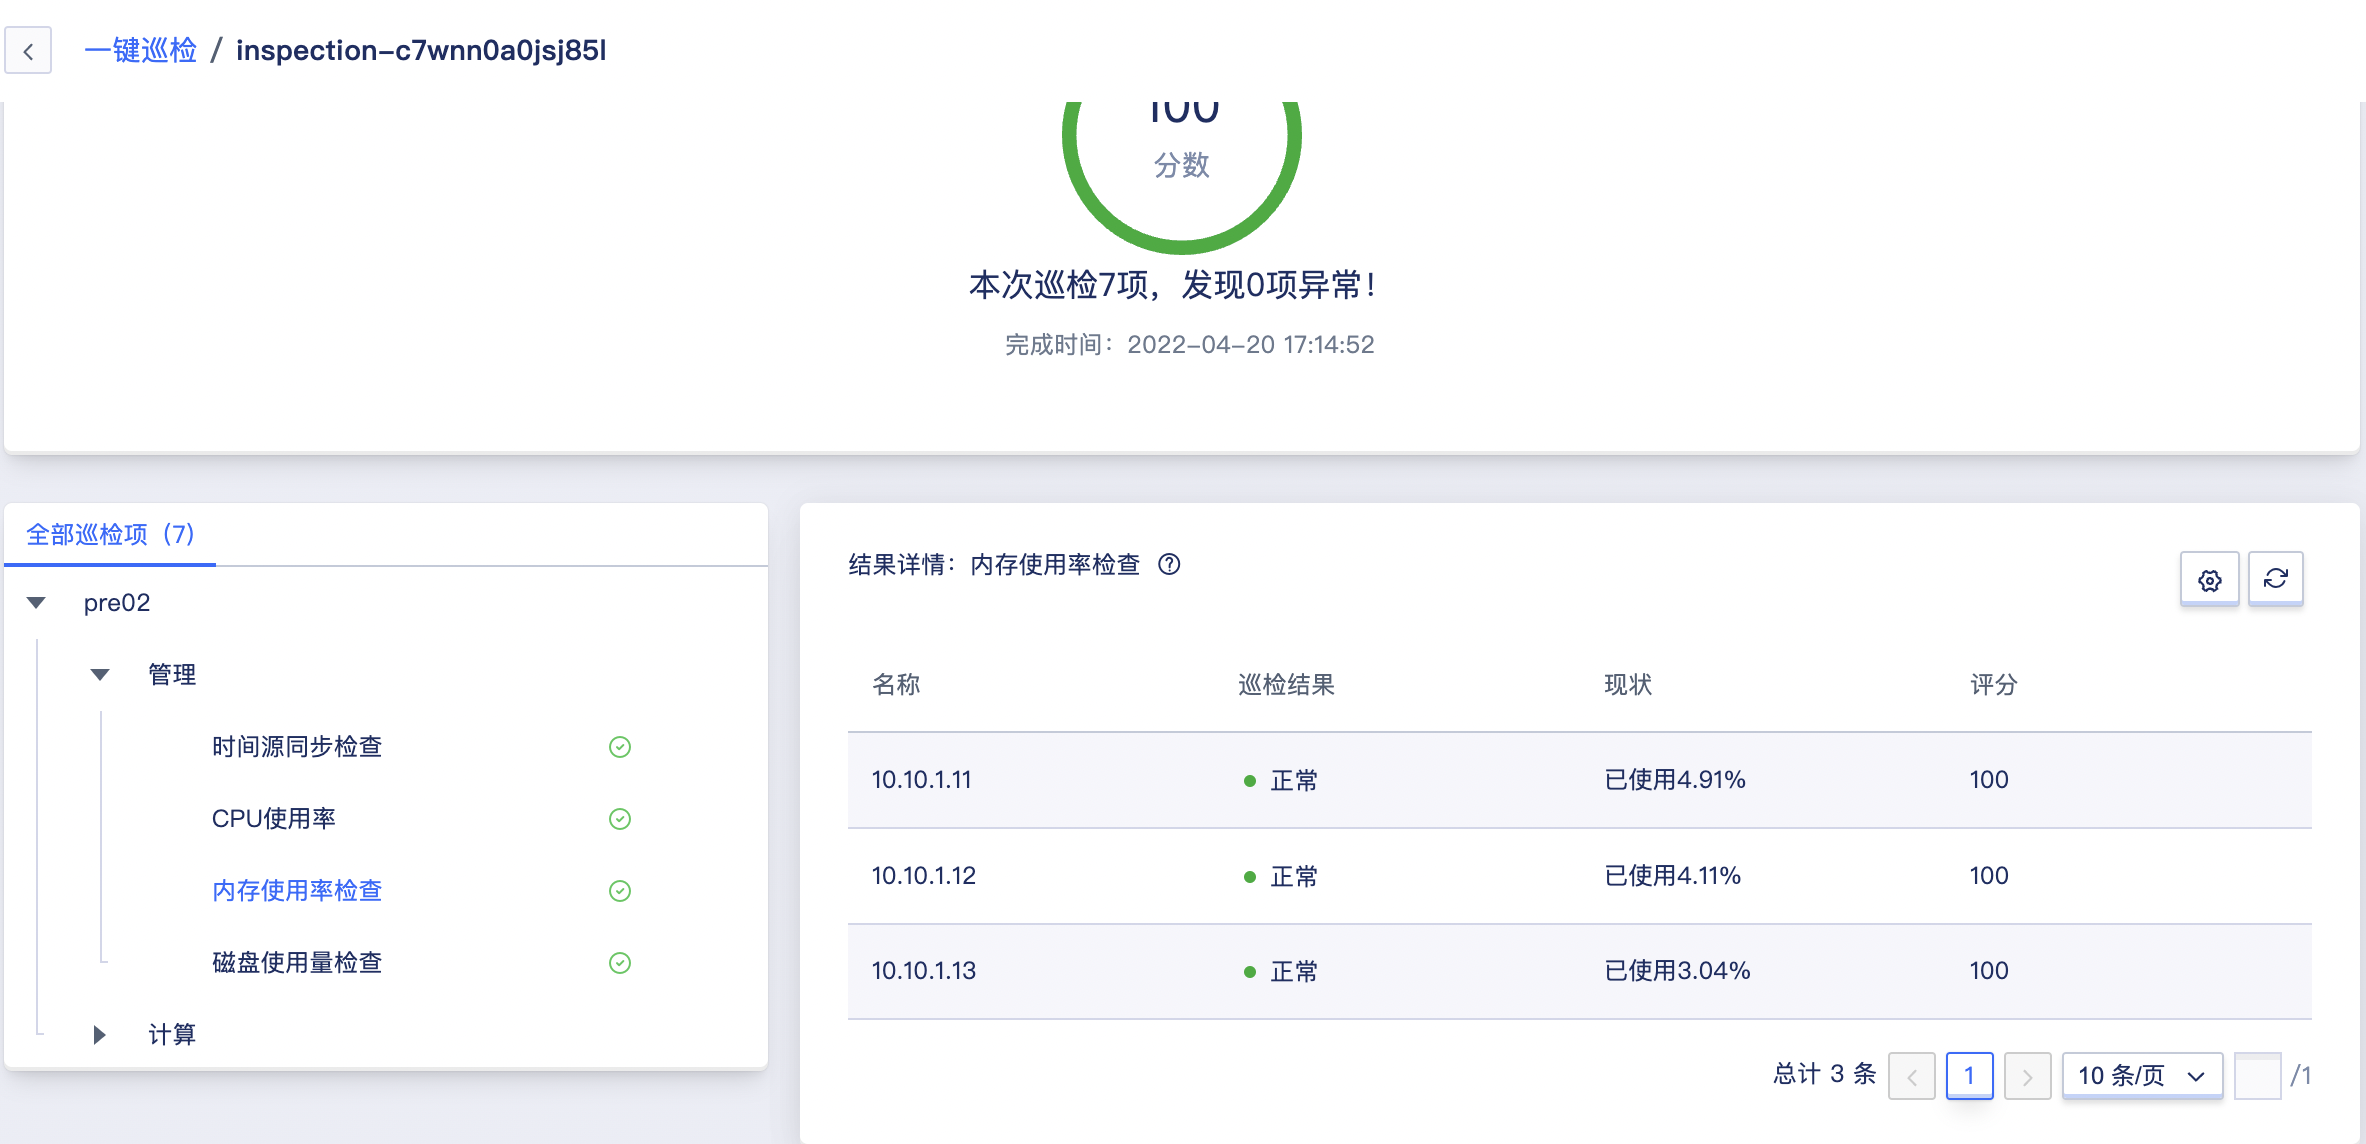 一键巡检 / inspection-c7wnn0a0jsj85l
100
分数
本次巡检7项，发现0项异常！
完成时间：2022-04-20 17:14:52
全部巡检项（7）
pre02
管理
时间源同步检查
CPU使用率
内存使用率检查
磁盘使用量检查
计算
结果详情：内存使用率检查
名称 巡检结果 现状 评分
10.10.1.11 正常 已使用4.91% 100
10.10.1.12 正常 已使用4.11% 100
10.10.1.13 正常 已使用3.04% 100
总计 3 条 1 10 条/页 /1